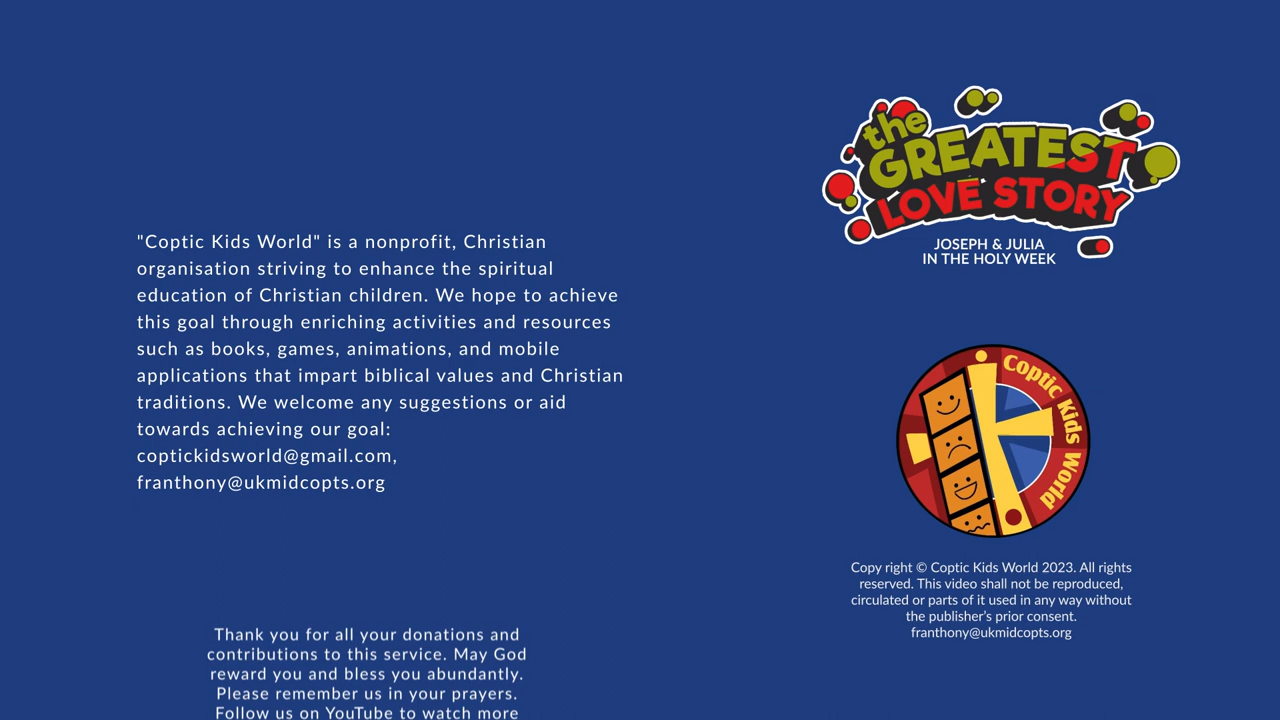 "Coptic Kids World" is a nonprofit, Christian
organisation striving to enhance the spiritual
education of Christian children. We hope to achieve
this goal through enriching activities and resources
such as books, games, animations, and mobile
applications that impart biblical values and Christian
traditions. We welcome any suggestions or aid
towards achieving our goal:
coptickidsworld@gmail.com,
franthony@ukmidcopts.org
Thank you for all your donations and
contributions to this service. May God
reward you and bless you abundantly.
Please remember us in your prayers.
Follow us on YouTube to watch more
the
GREATEST
LOVE STORY
JOSEPH & JULIA
IN THE HOLY WEEK
Coptic Kids World
Copy right © Coptic Kids World 2023. All rights
reserved. This video shall not be reproduced,
circulated or parts of it used in any way without
the publisher's prior consent.
franthony@ukmidcopts.org